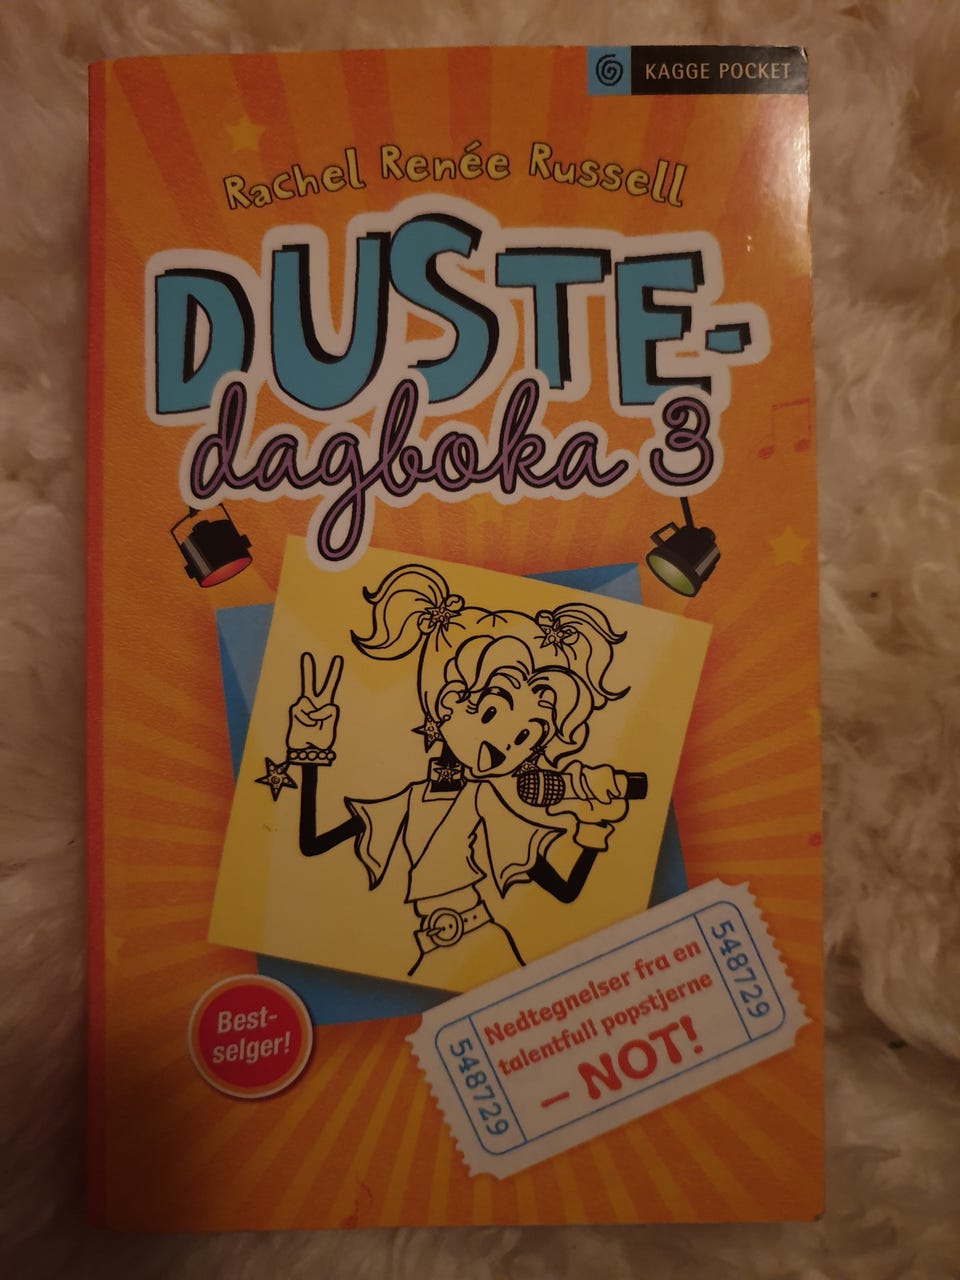 KAGGE POCKET
Rachel Renée Russell
DUSTE-
dagboka 3
Best-
selger!
548729
Nedtegnelser fra en
talentfull popstjerne
– NOT!
548729